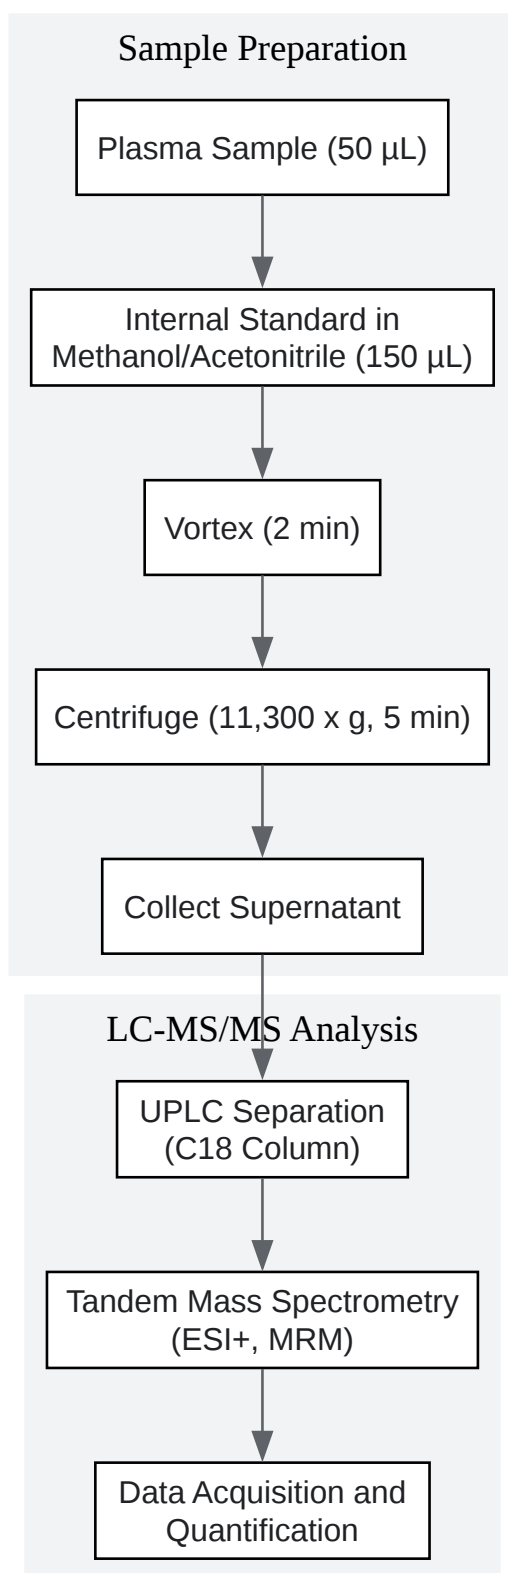 Sample Preparation
Plasma Sample (50 µL)
Internal Standard in
Methanol/Acetonitrile (150 µL)
Vortex (2 min)
Centrifuge (11,300 x g, 5 min)
Collect Supernatant
LC-MS/MS Analysis
UPLC Separation
(C18 Column)
Tandem Mass Spectrometry
(ESI+, MRM)
Data Acquisition and
Quantification